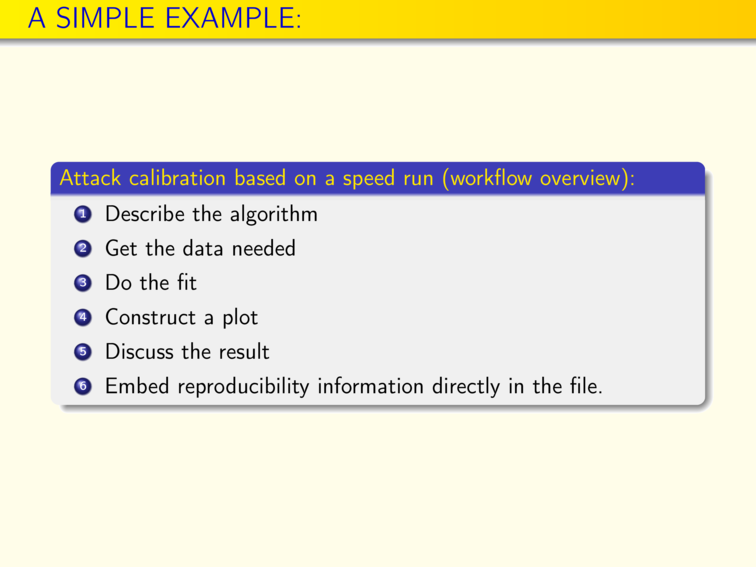 A SIMPLE EXAMPLE:
Attack calibration based on a speed run (workflow overview):
1 Describe the algorithm
2 Get the data needed
3 Do the fit
4 Construct a plot
5 Discuss the result
6 Embed reproducibility information directly in the file.